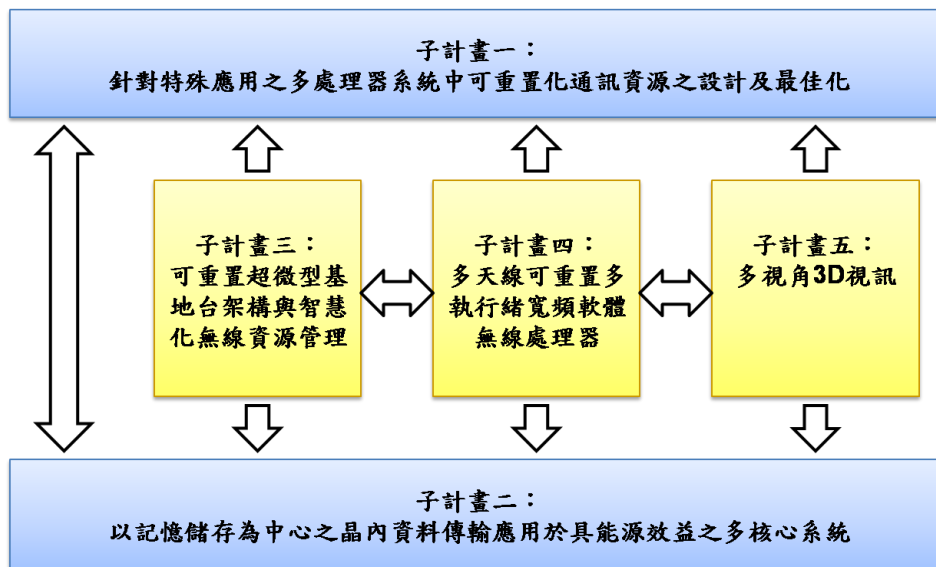 子計畫一：
針對特殊應用之多處理器系統中可重置化通訊資源之設計及最佳化
子計畫三：
可重置超微型基
地台架構與智慧
化無線資源管理
子計畫四：
多天線可重置多
執行緒寬頻軟體
無線處理器
子計畫五：
多視角3D視訊
子計畫二：
以記憶儲存為中心之晶內資料傳輸應用於具能源效益之多核心系統